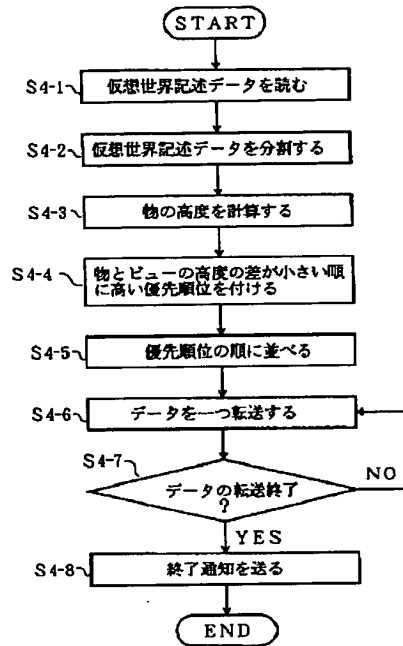 START
S4-1 仮想世界記述データを読む
S4-2 仮想世界記述データを分割する
S4-3 物の高度を計算する
S4-4 物とビューの高度の差が小さい順
に高い優先順位を付ける
S4-5 優先順位の順に並べる
S4-6 データを一つ転送する
S4-7
データの転送終了
?
NO
YES
S4-8 終了通知を送る
END